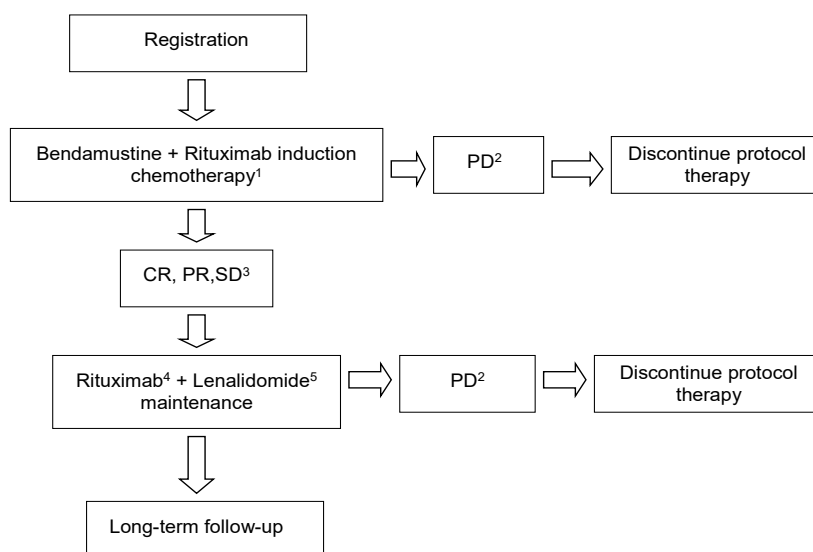 Registration
Bendamustine + Rituximab induction
chemotherapy¹
PD²
Discontinue protocol
therapy
CR, PR,SD³
Rituximab⁴ + Lenalidomide⁵
maintenance
PD²
Discontinue protocol
therapy
Long-term follow-up